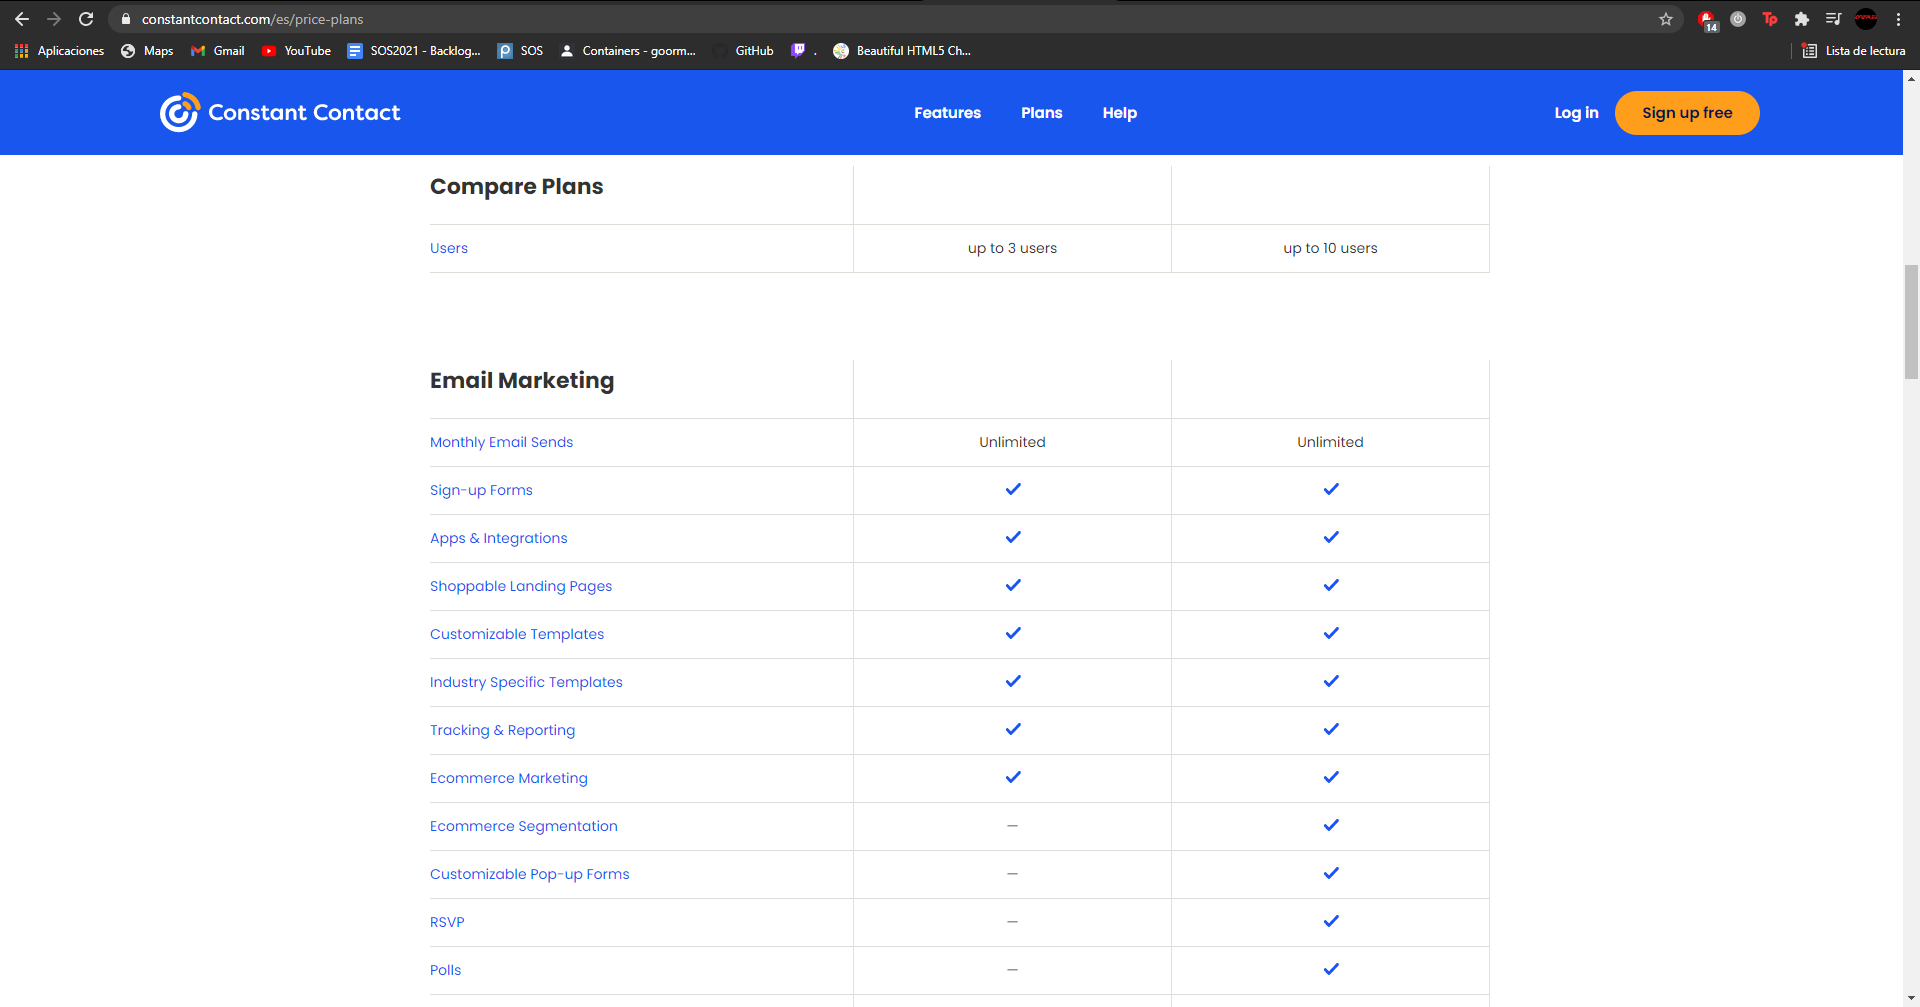 constantcontact.com/es/price-plans
14
Aplicaciones Maps Gmail YouTube SOS2021 - Backlog... SOS Containers - goorm... GitHub . Beautiful HTML5 Ch... Lista de lectura
Constant Contact Features Plans Help Log in Sign up free
Compare Plans
Users up to 3 users up to 10 users
Email Marketing
Monthly Email Sends Unlimited Unlimited
Sign-up Forms
Apps & Integrations
Shoppable Landing Pages
Customizable Templates
Industry Specific Templates
Tracking & Reporting
Ecommerce Marketing
Ecommerce Segmentation –
Customizable Pop-up Forms –
RSVP –
Polls –